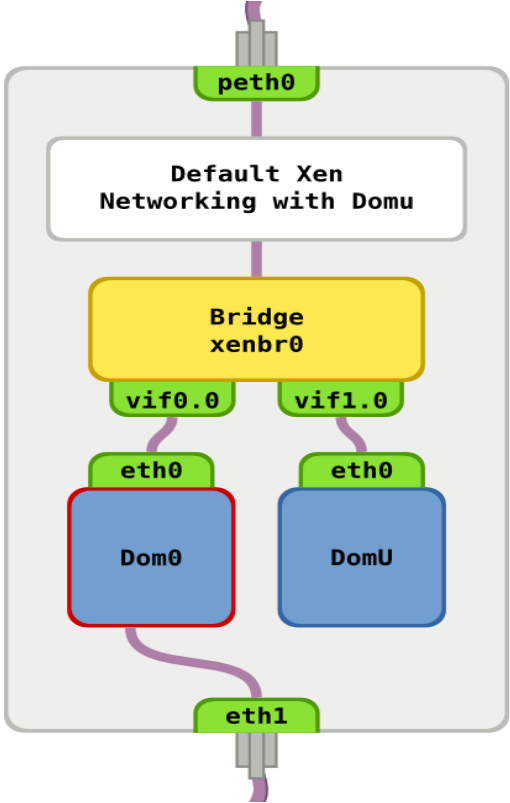 peth0
Default Xen
Networking with Domu
Bridge
xenbr0
vif0.0
vif1.0
eth0
eth0
Dom0
DomU
eth1